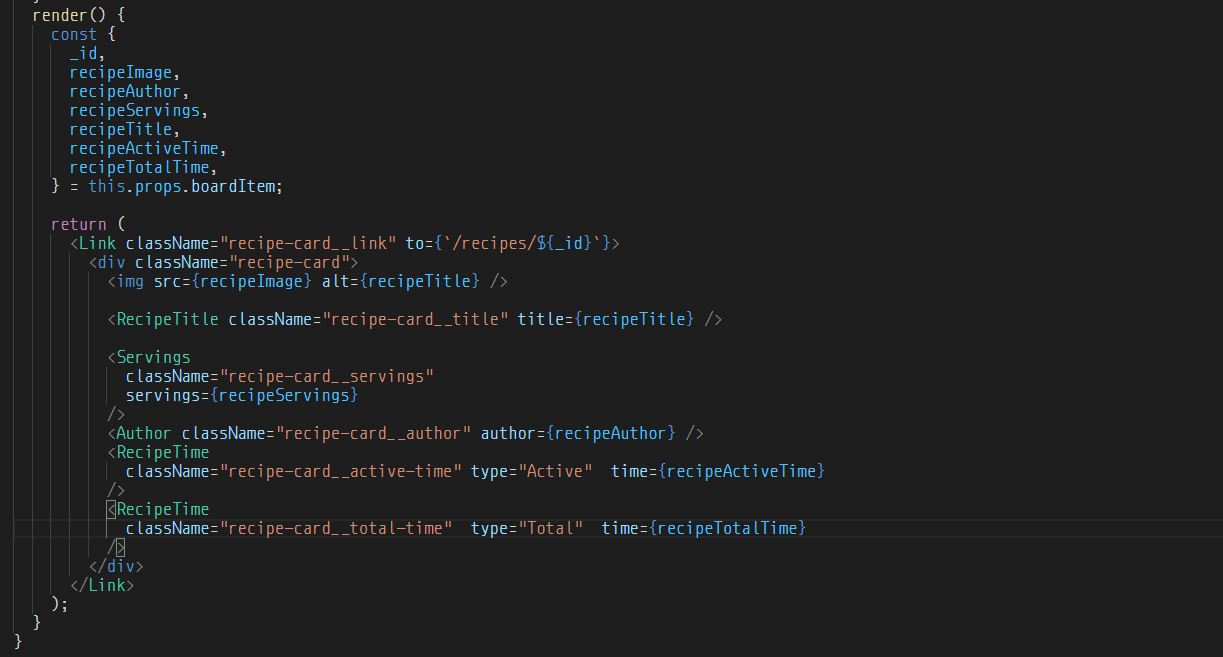 render() {
const {
_id,
recipeImage,
recipeAuthor,
recipeServings,
recipeTitle,
recipeActiveTime,
recipeTotalTime,
} = this.props.boardItem;
return (
<Link className="recipe-card__link" to={`/recipes/${_id}`}>
<div className="recipe-card">
<img src={recipeImage} alt={recipeTitle} />
<RecipeTitle className="recipe-card__title" title={recipeTitle} />
<Servings
className="recipe-card__servings"
servings={recipeServings}
/>
<Author className="recipe-card__author" author={recipeAuthor} />
<RecipeTime
className="recipe-card__active-time" type="Active"  time={recipeActiveTime}
/>
<RecipeTime
className="recipe-card__total-time"  type="Total"  time={recipeTotalTime}
/>
</div>
</Link>
);
}
}